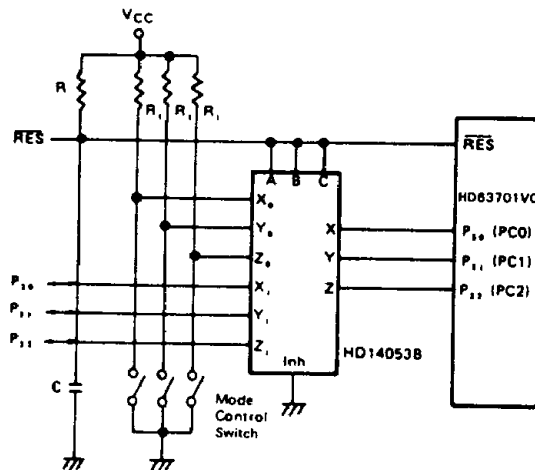 VCC
R
R₁ R₁ R₁
RES
A B C
RES
HD63701V0
X₀
Y₀
Z₀
X₁
Y₁
Z₁
X
Y
Z
P₂₀ (PC0)
P₂₁ (PC1)
P₂₂ (PC2)
P₂₀
P₂₁
P₂₂
Inh
HD14053B
C
Mode
Control
Switch